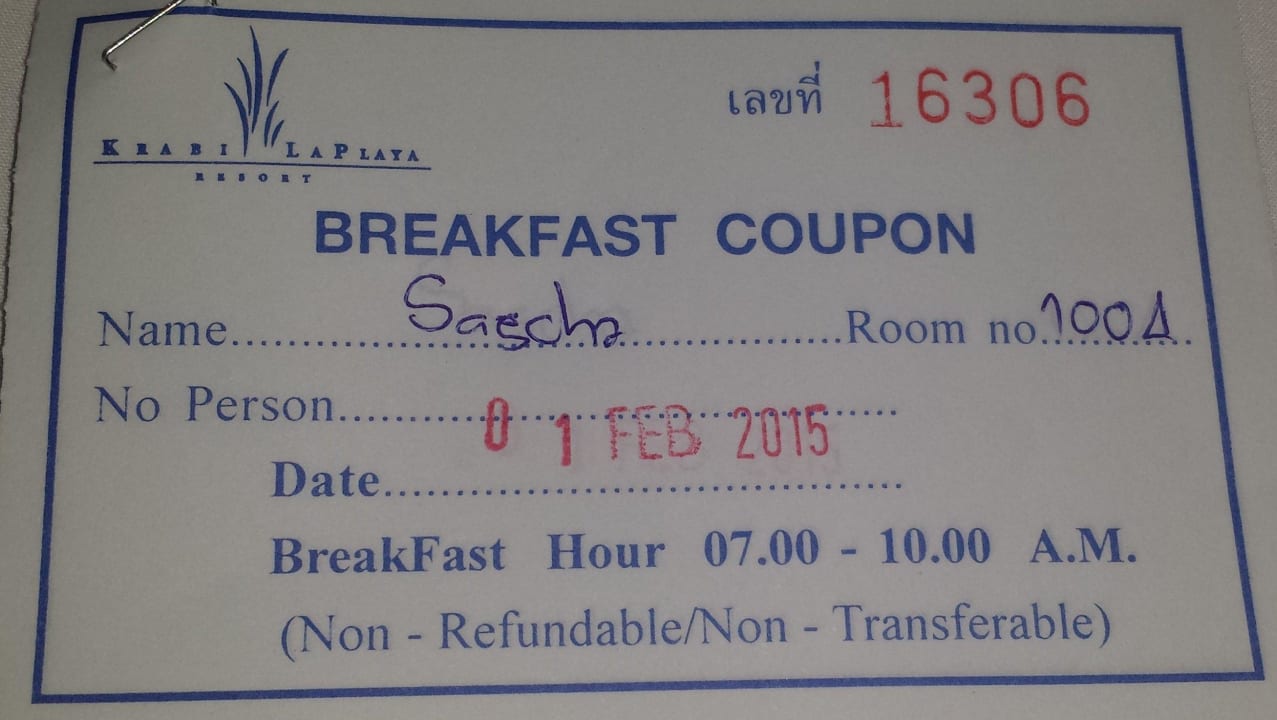 KRABI LAPLAYA
RESORT
เลขที่ 16306
BREAKFAST COUPON
Name..........Sascha..........Room no.1004..
No Person..........
01 FEB 2015
Date..........
BreakFast Hour 07.00 - 10.00 A.M.
(Non - Refundable/Non - Transferable)